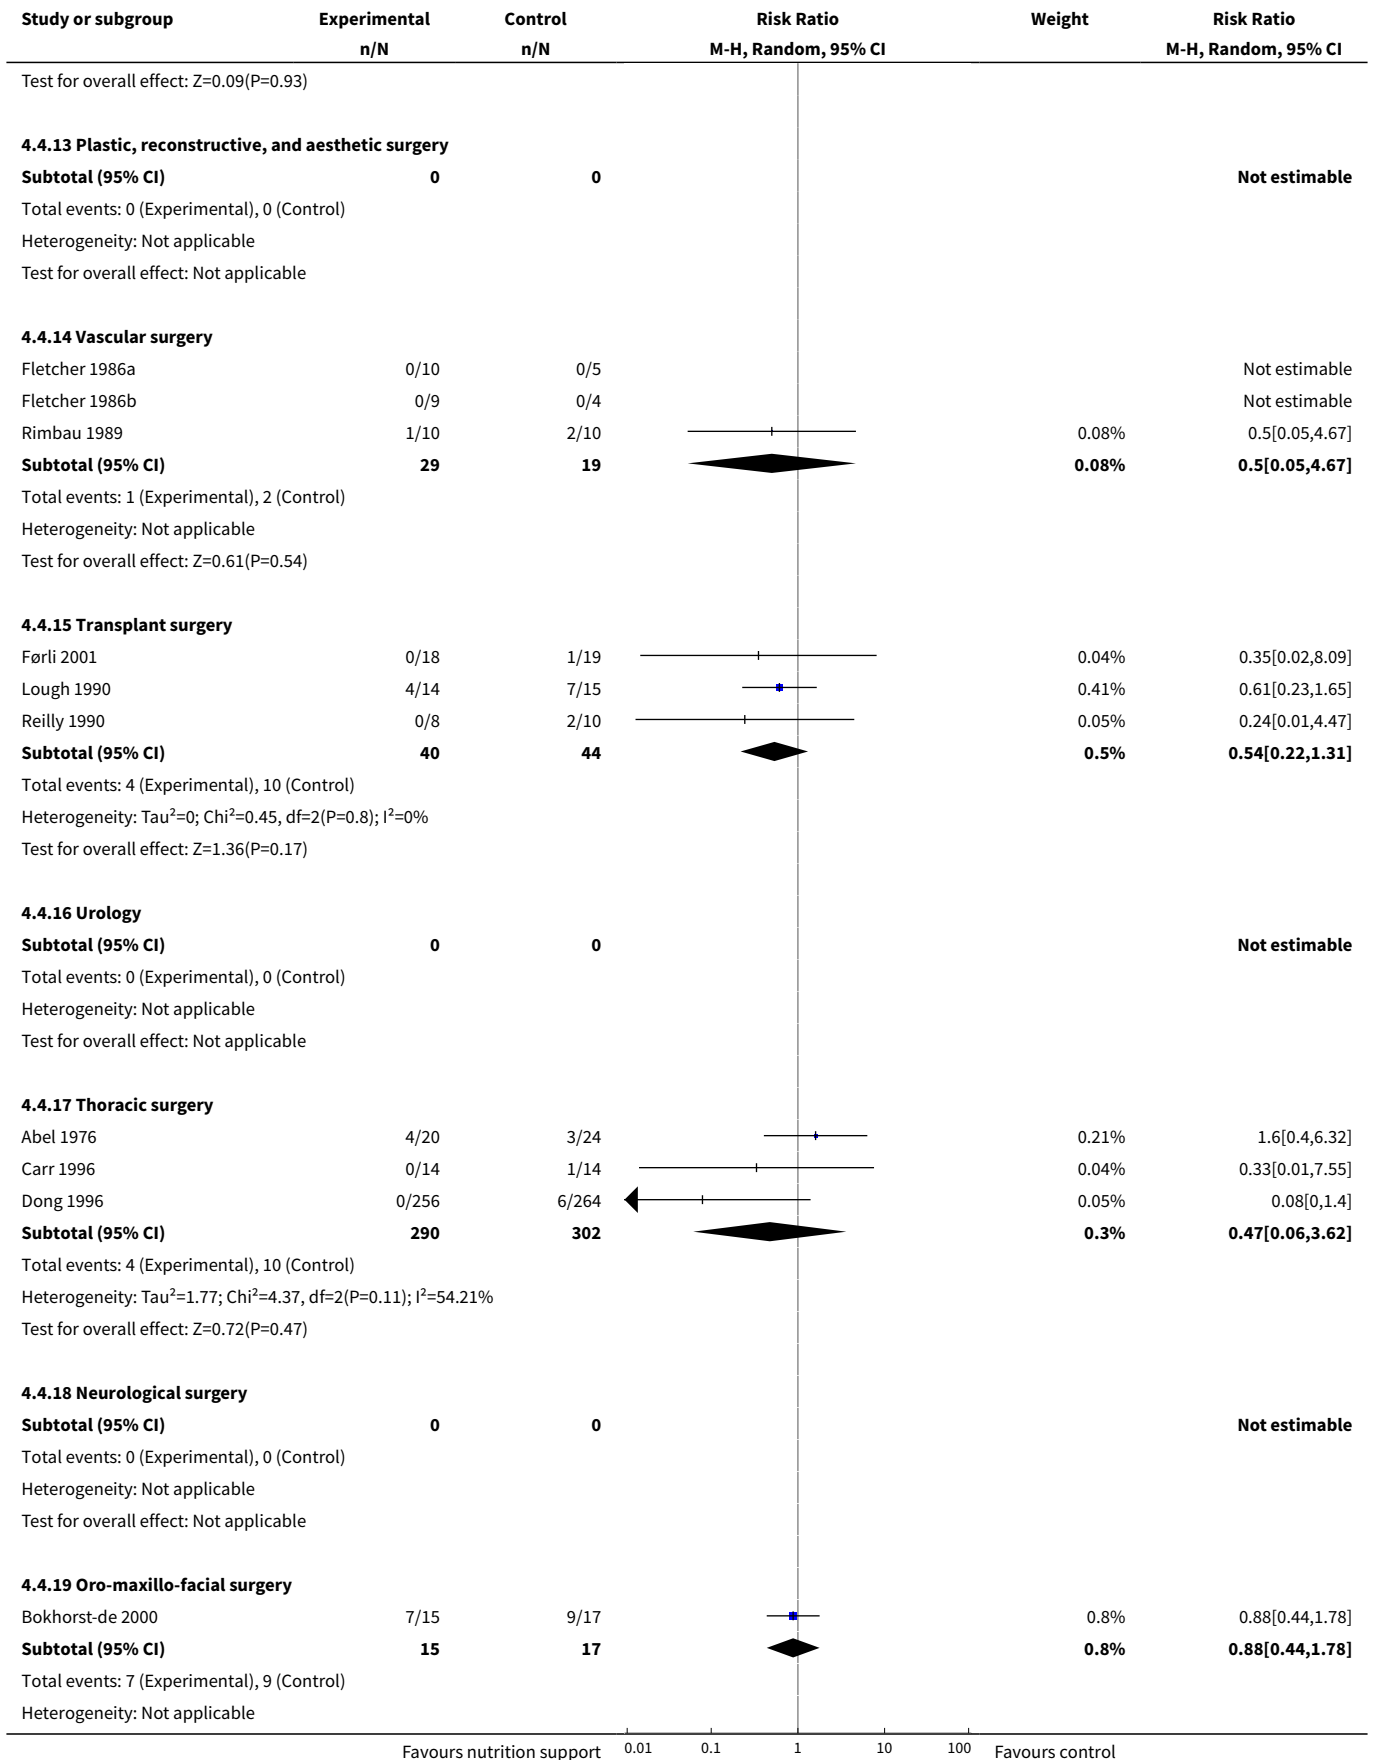 Study or subgroup Experimental Control Risk Ratio Weight Risk Ratio
n/N n/N M-H, Random, 95% CI M-H, Random, 95% CI
Test for overall effect: Z=0.09(P=0.93)
4.4.13 Plastic, reconstructive, and aesthetic surgery
Subtotal (95% CI) 0 0 Not estimable
Total events: 0 (Experimental), 0 (Control)
Heterogeneity: Not applicable
Test for overall effect: Not applicable
4.4.14 Vascular surgery
Fletcher 1986a 0/10 0/5 Not estimable
Fletcher 1986b 0/9 0/4 Not estimable
Rimbau 1989 1/10 2/10 0.08% 0.5[0.05,4.67]
Subtotal (95% CI) 29 19 0.08% 0.5[0.05,4.67]
Total events: 1 (Experimental), 2 (Control)
Heterogeneity: Not applicable
Test for overall effect: Z=0.61(P=0.54)
4.4.15 Transplant surgery
Førli 2001 0/18 1/19 0.04% 0.35[0.02,8.09]
Lough 1990 4/14 7/15 0.41% 0.61[0.23,1.65]
Reilly 1990 0/8 2/10 0.05% 0.24[0.01,4.47]
Subtotal (95% CI) 40 44 0.5% 0.54[0.22,1.31]
Total events: 4 (Experimental), 10 (Control)
Heterogeneity: Tau²=0; Chi²=0.45, df=2(P=0.8); I²=0%
Test for overall effect: Z=1.36(P=0.17)
4.4.16 Urology
Subtotal (95% CI) 0 0 Not estimable
Total events: 0 (Experimental), 0 (Control)
Heterogeneity: Not applicable
Test for overall effect: Not applicable
4.4.17 Thoracic surgery
Abel 1976 4/20 3/24 0.21% 1.6[0.4,6.32]
Carr 1996 0/14 1/14 0.04% 0.33[0.01,7.55]
Dong 1996 0/256 6/264 0.05% 0.08[0,1.4]
Subtotal (95% CI) 290 302 0.3% 0.47[0.06,3.62]
Total events: 4 (Experimental), 10 (Control)
Heterogeneity: Tau²=1.77; Chi²=4.37, df=2(P=0.11); I²=54.21%
Test for overall effect: Z=0.72(P=0.47)
4.4.18 Neurological surgery
Subtotal (95% CI) 0 0 Not estimable
Total events: 0 (Experimental), 0 (Control)
Heterogeneity: Not applicable
Test for overall effect: Not applicable
4.4.19 Oro-maxillo-facial surgery
Bokhorst-de 2000 7/15 9/17 0.8% 0.88[0.44,1.78]
Subtotal (95% CI) 15 17 0.8% 0.88[0.44,1.78]
Total events: 7 (Experimental), 9 (Control)
Heterogeneity: Not applicable
Favours nutrition support 0.01 0.1 1 10 100 Favours control